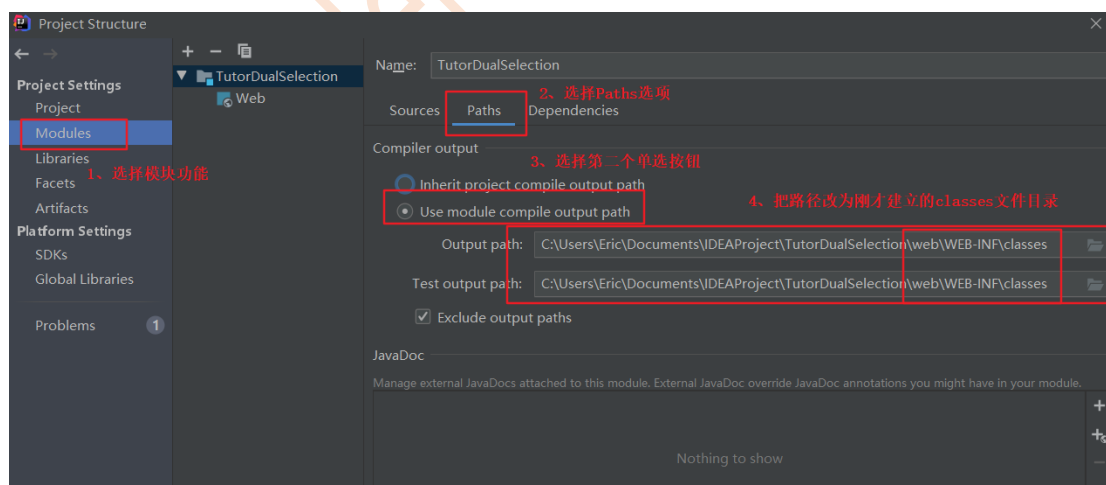 Project Structure
Name: TutorDualSelection
Project Settings
Project
Modules
Libraries
Facets
Artifacts
Platform Settings
SDKs
Global Libraries
Problems 1
1、选择模块功能
TutorDualSelection
Web
2、选择Paths选项
Sources Paths Dependencies
Compiler output
3、选择第二个单选按钮
Inherit project compile output path
Use module compile output path
4、把路径改为刚才建立的classes文件目录
Output path: C:\Users\Eric\Documents\IDEAProject\TutorDualSelection\web\WEB-INF\classes
Test output path: C:\Users\Eric\Documents\IDEAProject\TutorDualSelection\web\WEB-INF\classes
Exclude output paths
JavaDoc
Manage external JavaDocs attached to this module. External JavaDoc override JavaDoc annotations you might have in your module.
Nothing to show